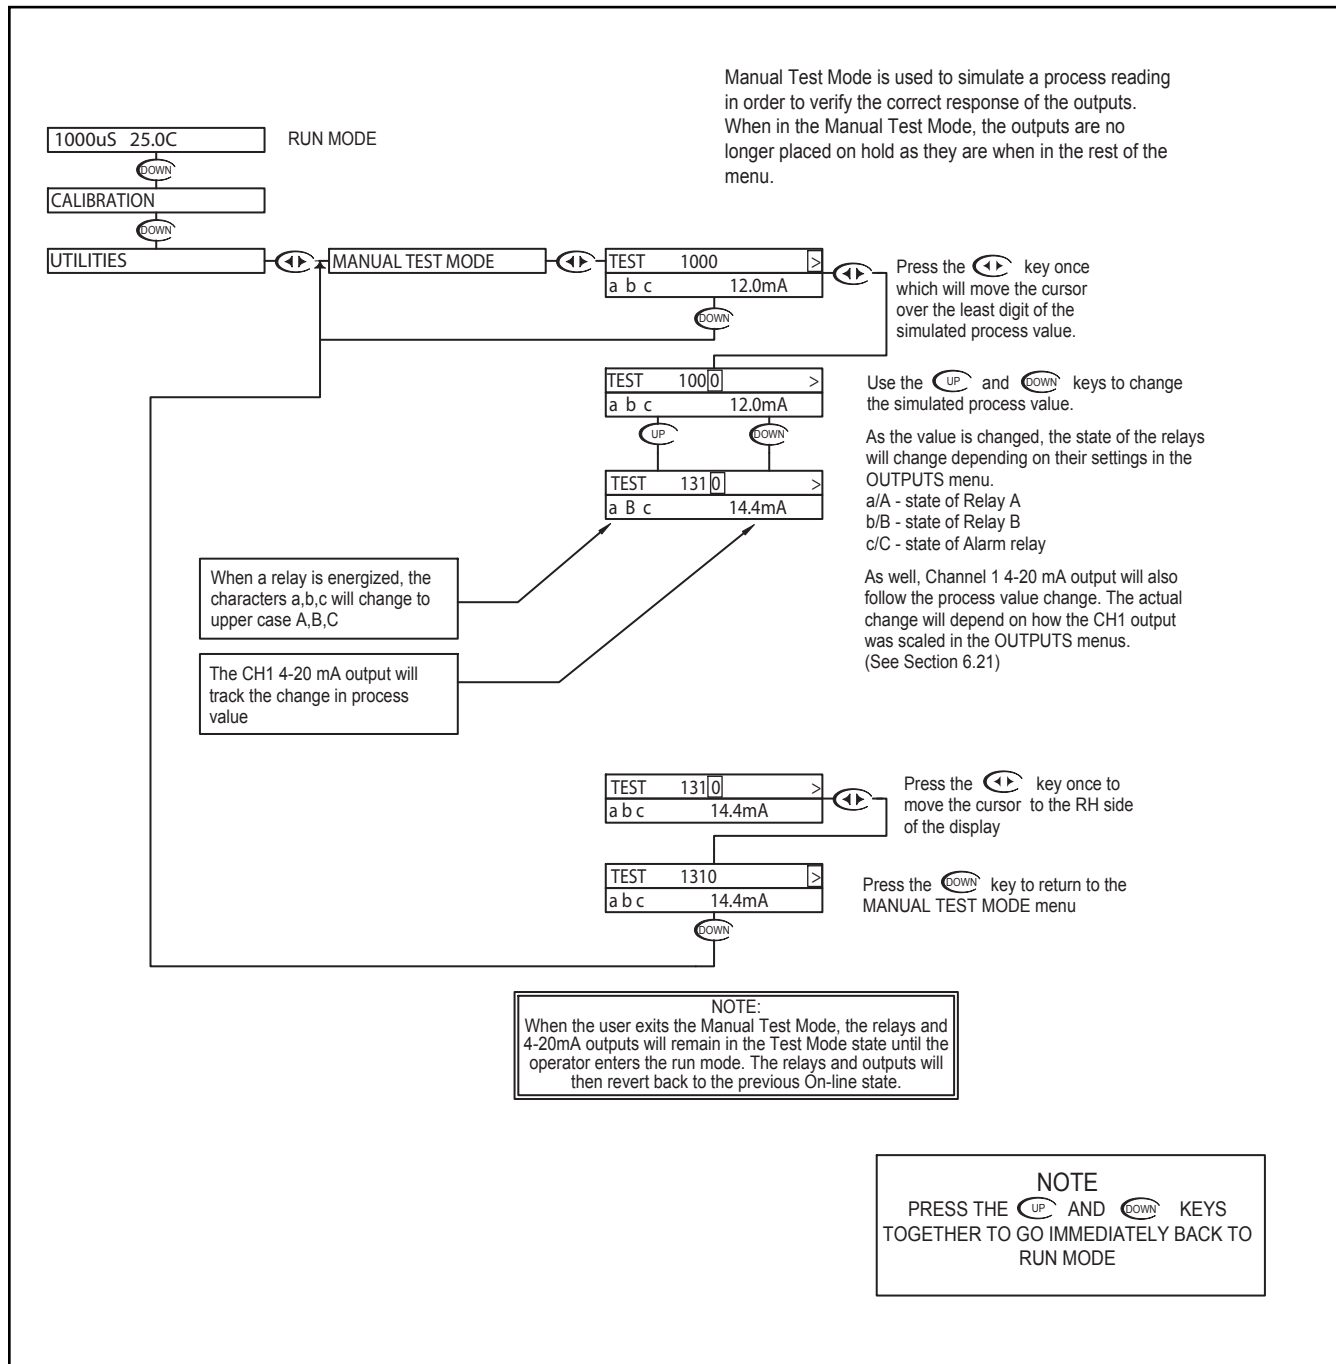 Manual Test Mode is used to simulate a process reading
in order to verify the correct response of the outputs.
When in the Manual Test Mode, the outputs are no
longer placed on hold as they are when in the rest of the
menu.
1000uS 25.0C
RUN MODE
DOWN
CALIBRATION
DOWN
UTILITIES
MANUAL TEST MODE
TEST 1000 >
a b c 12.0mA
DOWN
Press the key once
which will move the cursor
over the least digit of the
simulated process value.
TEST 1000 >
a b c 12.0mA
UP DOWN
TEST 1310 >
a B c 14.4mA
Use the UP and DOWN keys to change
the simulated process value.
As the value is changed, the state of the relays
will change depending on their settings in the
OUTPUTS menu.
a/A - state of Relay A
b/B - state of Relay B
c/C - state of Alarm relay
As well, Channel 1 4-20 mA output will also
follow the process value change. The actual
change will depend on how the CH1 output
was scaled in the OUTPUTS menus.
(See Section 6.21)
When a relay is energized, the
characters a,b,c will change to
upper case A,B,C
The CH1 4-20 mA output will
track the change in process
value
TEST 1310 >
a b c 14.4mA
Press the key once to
move the cursor to the RH side
of the display
TEST 1310 >
a b c 14.4mA
DOWN
Press the DOWN key to return to the
MANUAL TEST MODE menu
NOTE:
When the user exits the Manual Test Mode, the relays and
4-20mA outputs will remain in the Test Mode state until the
operator enters the run mode. The relays and outputs will
then revert back to the previous On-line state.
NOTE
PRESS THE UP AND DOWN KEYS
TOGETHER TO GO IMMEDIATELY BACK TO
RUN MODE